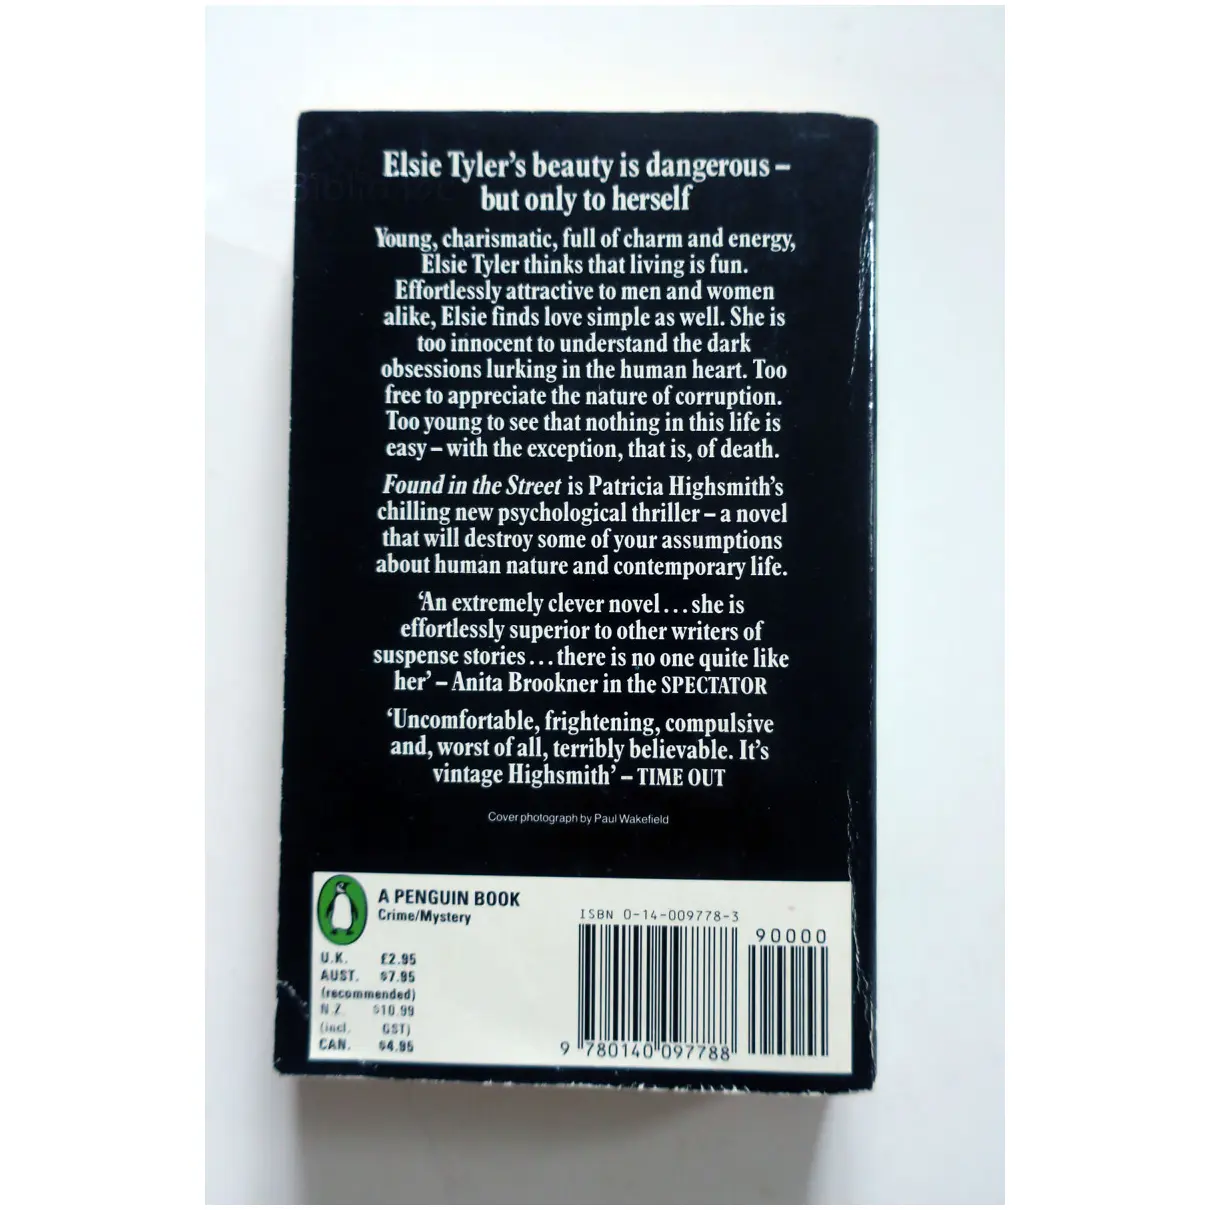 Elsie Tyler's beauty is dangerous –
but only to herself
Young, charismatic, full of charm and energy,
Elsie Tyler thinks that living is fun.
Effortlessly attractive to men and women
alike, Elsie finds love simple as well. She is
too innocent to understand the dark
obsessions lurking in the human heart. Too
free to appreciate the nature of corruption.
Too young to see that nothing in this life is
easy – with the exception, that is, of death.
Found in the Street is Patricia Highsmith's
chilling new psychological thriller – a novel
that will destroy some of your assumptions
about human nature and contemporary life.
‘An extremely clever novel...she is
effortlessly superior to other writers of
suspense stories...there is no one quite like
her’ – Anita Brookner in the SPECTATOR
‘Uncomfortable, frightening, compulsive
and, worst of all, terribly believable. It's
vintage Highsmith’ – TIME OUT
Cover photograph by Paul Wakefield
A PENGUIN BOOK
Crime/Mystery
U.K. £2.95
AUST. $7.95
(recommended)
N.Z. $10.99
(incl. GST)
CAN. $4.95
ISBN 0-14-009778-3
90000
9 780140 097788